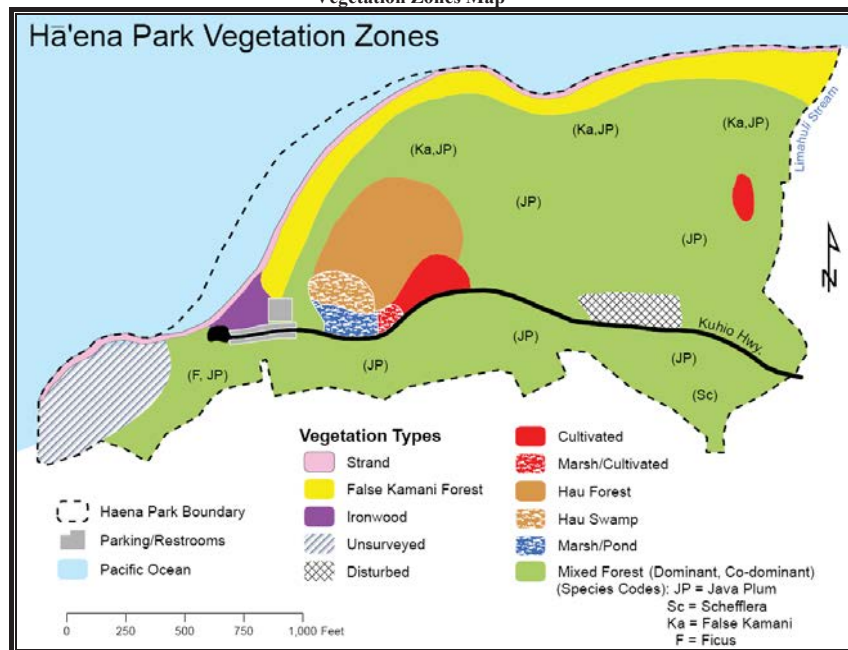 Vegetation Zones Map
Hā'ena Park Vegetation Zones
(Ka,JP)
(Ka,JP)
(Ka,JP)
Limahuli Stream
(JP)
(JP)
N
Kuhio Hwy.
(JP)
(JP)
(JP)
(F, JP)
(Sc)
Vegetation Types
Strand
False Kamani Forest
Ironwood
Unsurveyed
Disturbed
Cultivated
Marsh/Cultivated
Hau Forest
Hau Swamp
Marsh/Pond
Mixed Forest (Dominant, Co-dominant)
(Species Codes): JP = Java Plum
Sc = Schefflera
Ka = False Kamani
F = Ficus
Haena Park Boundary
Parking/Restrooms
Pacific Ocean
0 250 500 750 1,000 Feet